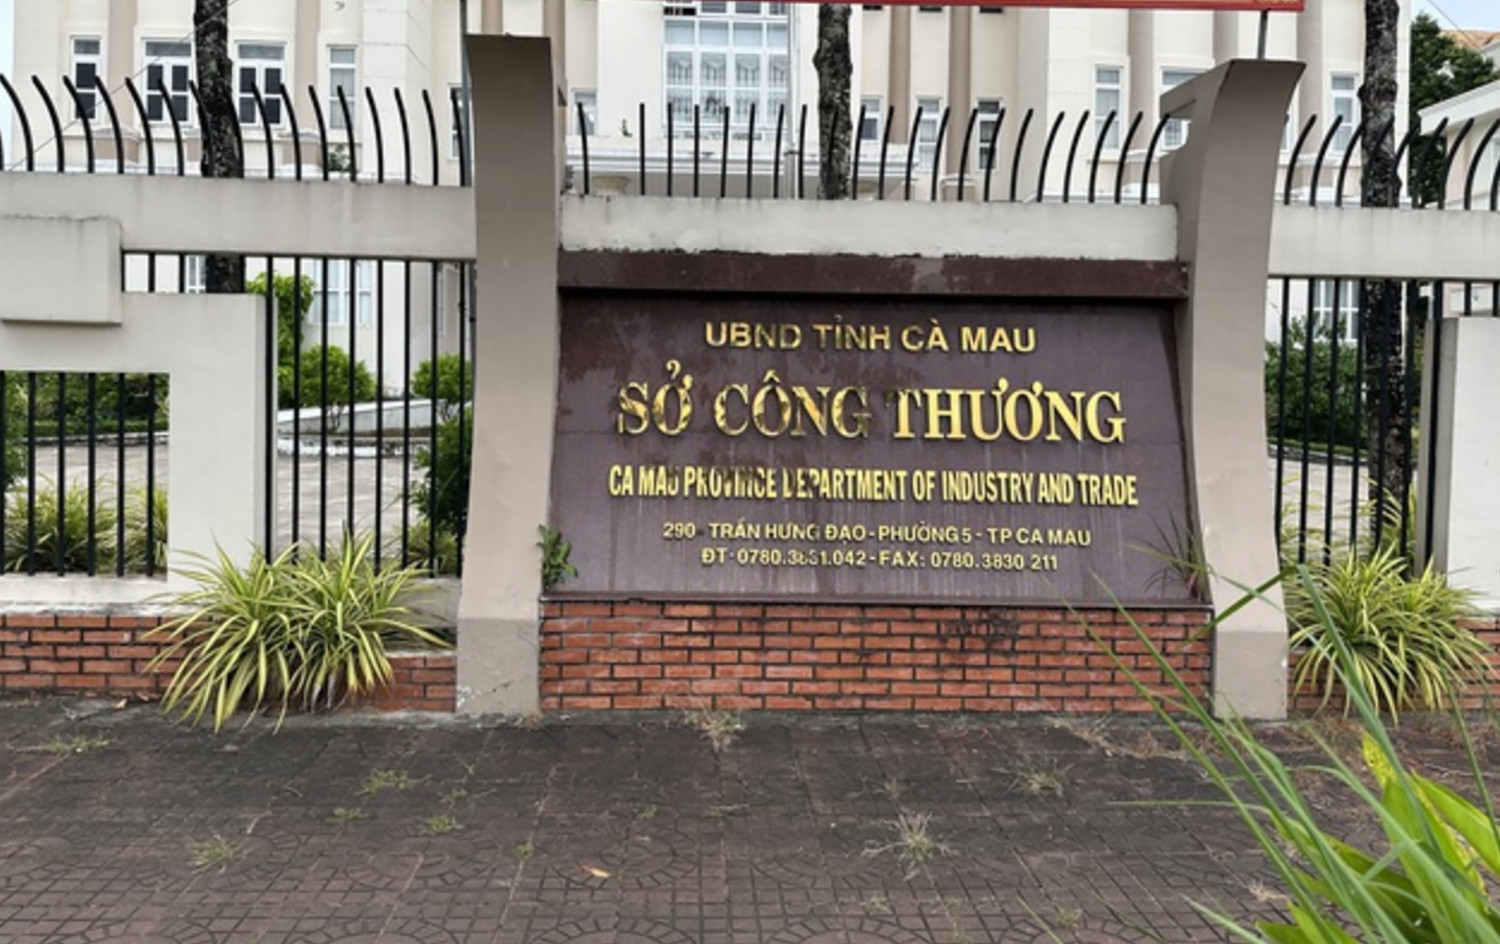 UBND TỈNH CÀ MAU
SỞ CÔNG THƯƠNG
CA MAU PROVINCE DEPARTMENT OF INDUSTRY AND TRADE
290 - TRẦN HƯNG ĐẠO - PHƯỜNG 5 - TP CA MAU
ĐT: 0780.3831.042 - FAX: 0780.3830 211